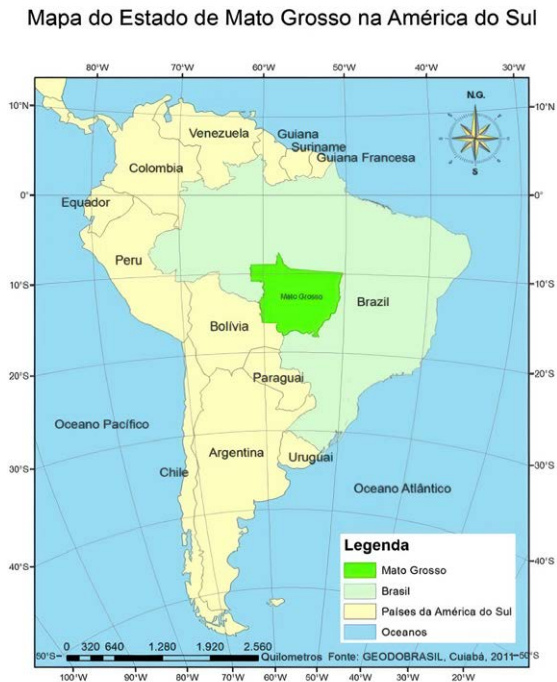 Mapa do Estado de Mato Grosso na América do Sul
80°W 70°W 60°W 50°W 40°W 30°W
N.G.
S
10°N 10°N
Venezuela
Guiana
Suriname
Guiana Francesa
Colombia
0° 0°
Equador
Peru
Mato Grosso
Brazil
10°S 10°S
Bolívia
20°S 20°S
Paraguai
Oceano Pacífico
Argentina
Uruguai
Chile
30°S 30°S
Oceano Atlântico
Legenda
Mato Grosso
Brasil
Países da América do Sul
Oceanos
40°S 40°S
0 320 640 1.280 1.920 2.560
50°S Quilometros Fonte: GEODOBRASIL, Cuiabá, 2011 50°S
100°W 90°W 80°W 70°W 60°W 50°W 40°W 30°W 20°W